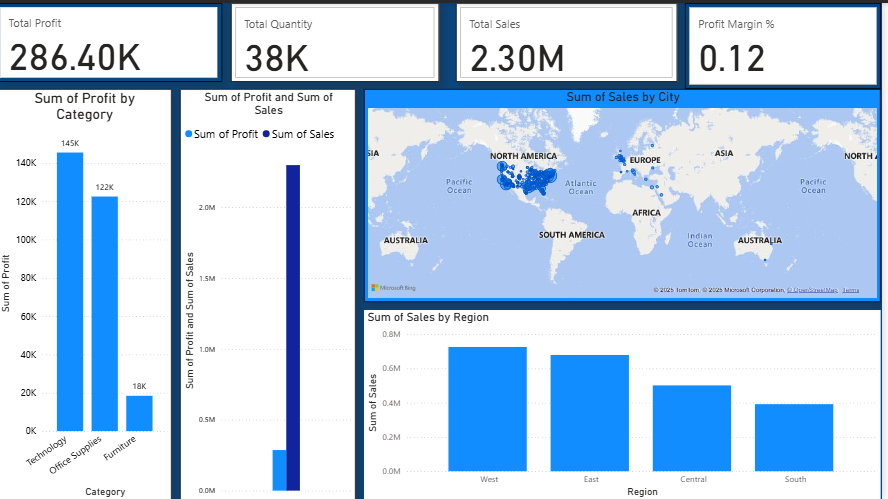 Total Profit
286.40K
Total Quantity
38K
Total Sales
2.30M
Profit Margin %
0.12
Sum of Profit by
Category
Sum of Profit
140K
120K
100K
80K
60K
40K
20K
0K
145K
122K
18K
Technology
Office Supplies
Furniture
Category
Sum of Profit and Sum of
Sales
Sum of Profit
Sum of Sales
Sum of Profit and Sum of Sales
2.0M
1.5M
1.0M
0.5M
0.0M
Sum of Sales by City
SIA
NORTH AMERICA
EUROPE
ASIA
NORTH A
Pacific
Ocean
Atlantic
Ocean
Pacific
Ocean
AFRICA
SOUTH AMERICA
Indian
Ocean
AUSTRALIA
AUSTRALIA
Microsoft Bing
© 2025 TomTom, © 2025 Microsoft Corporation, © OpenStreetMap Terms
Sum of Sales by Region
Sum of Sales
0.8M
0.6M
0.4M
0.2M
0.0M
West
East
Central
South
Region